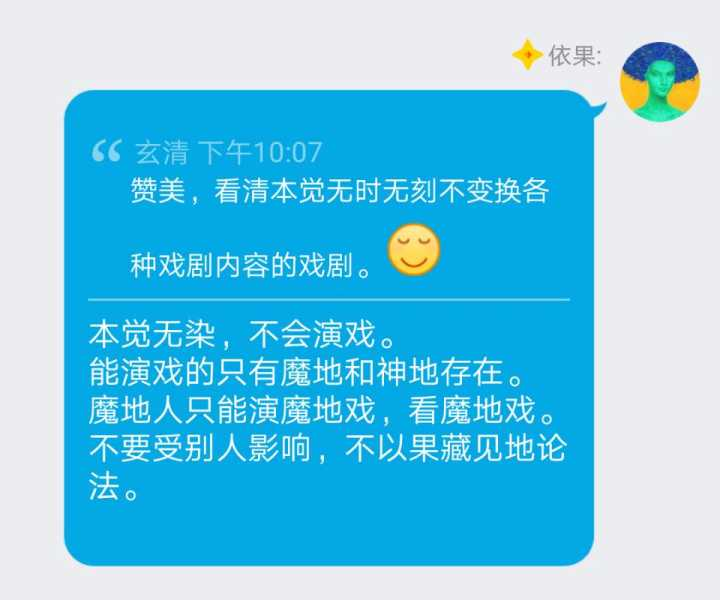 依果:
“ 玄清 下午10:07
赞美，看清本觉无时无刻不变换各
种戏剧内容的戏剧。
本觉无染，不会演戏。
能演戏的只有魔地和神地存在。
魔地人只能演魔地戏，看魔地戏。
不要受别人影响，不以果藏见地论
法。